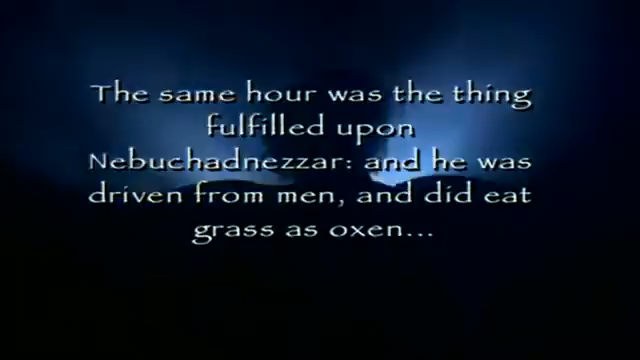 The same hour was the thing
fulfilled upon
Nebuchadnezzar: and he was
driven from men, and did eat
grass as oxen...